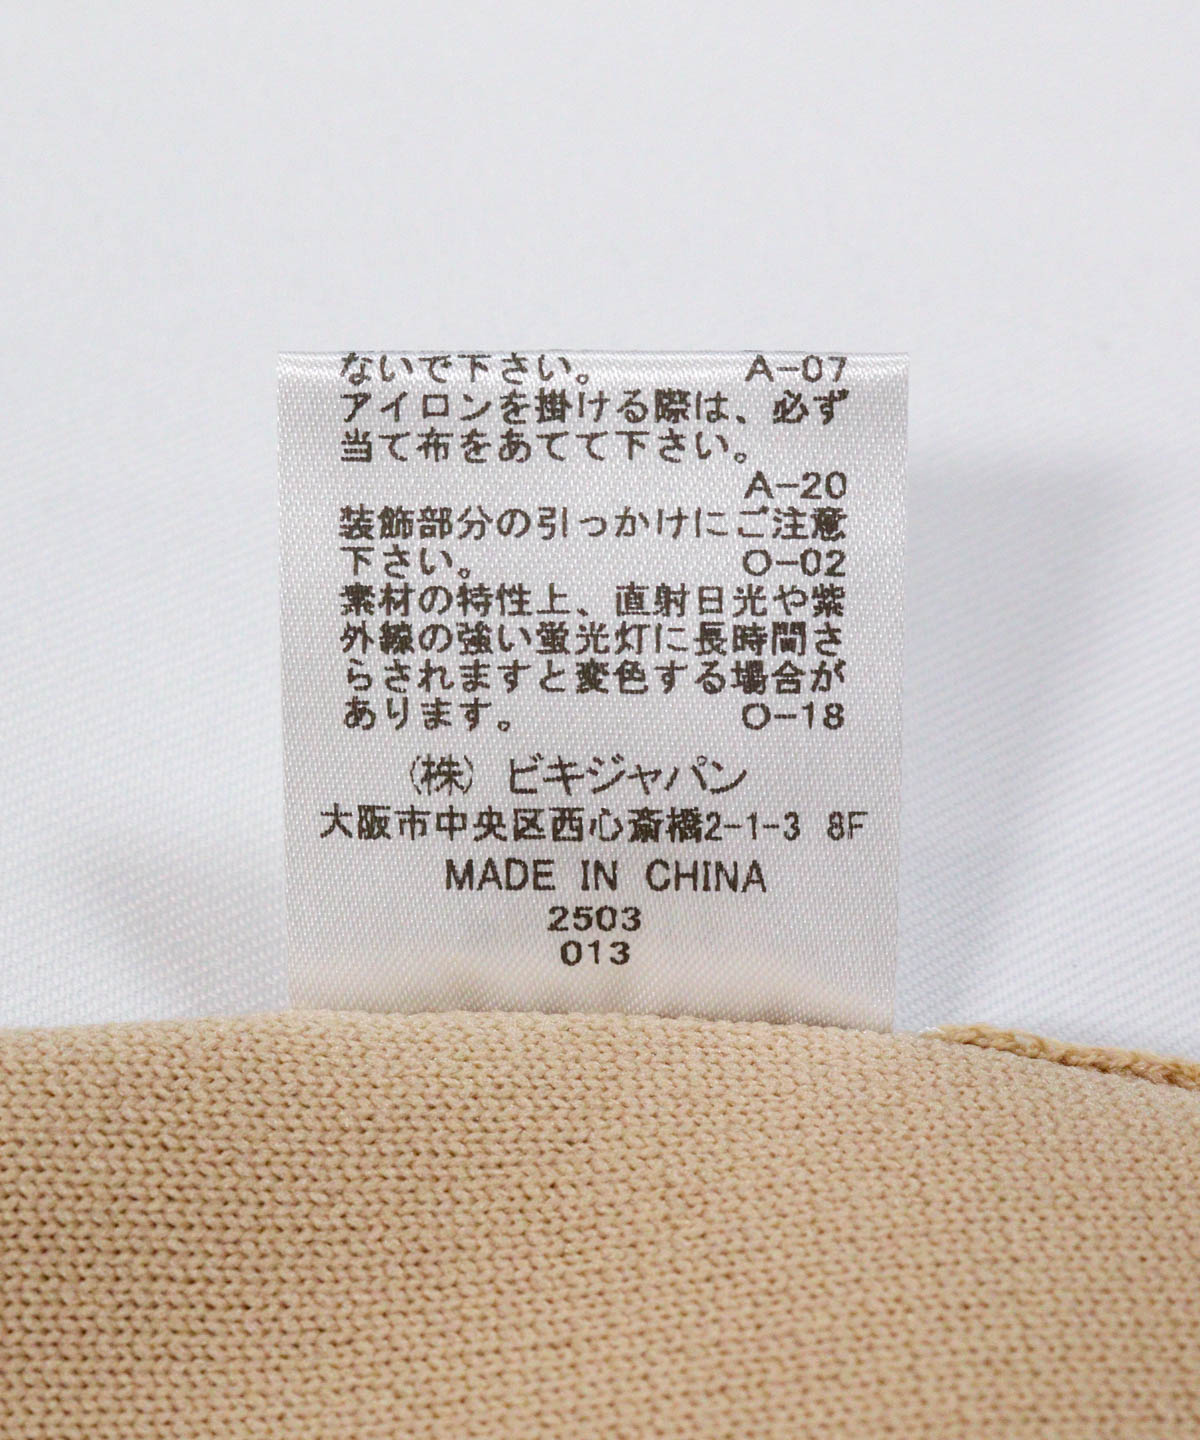 ないで下さい。 A-07
アイロンを掛ける際は、必ず
当て布をあてて下さい。
A-20
装飾部分の引っかけにご注意
下さい。 O-02
素材の特性上、直射日光や紫
外線の強い蛍光灯に長時間さ
らされますと変色する場合が
あります。 O-18
(株) ビキジャパン
大阪市中央区西心斎橋2-1-3 8F
MADE IN CHINA
2503
013